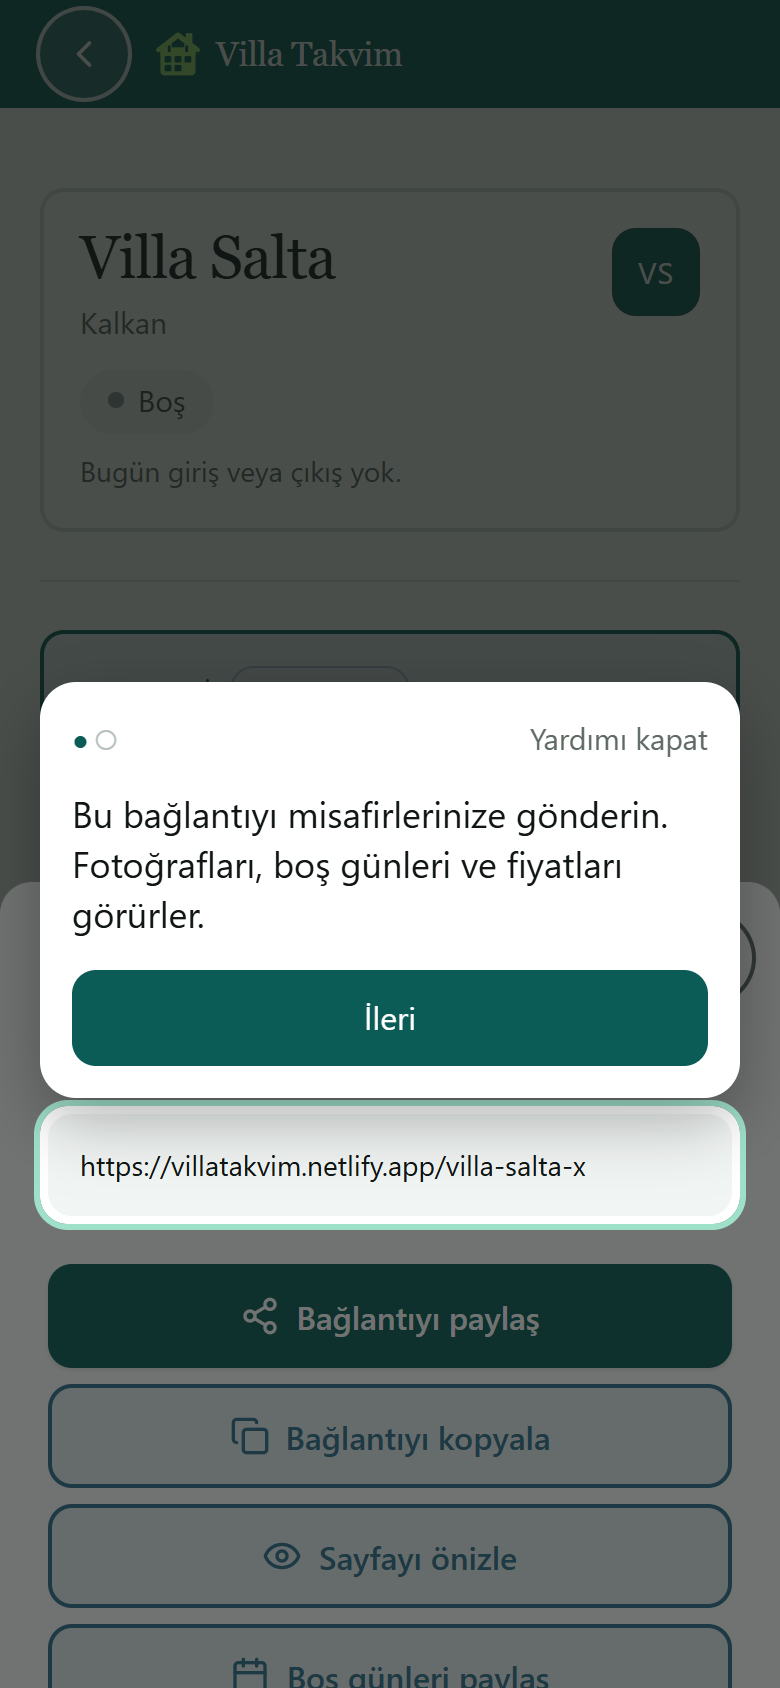 Villa Takvim
Villa Salta
VS
Kalkan
Boş
Bugün giriş veya çıkış yok.
Yardımı kapat
Bu bağlantıyı misafirlerinize gönderin.
Fotoğrafları, boş günleri ve fiyatları
görürler.
İleri
https://villatakvim.netlify.app/villa-salta-x
Bağlantıyı paylaş
Bağlantıyı kopyala
Sayfayı önizle
Boş günleri paylaş